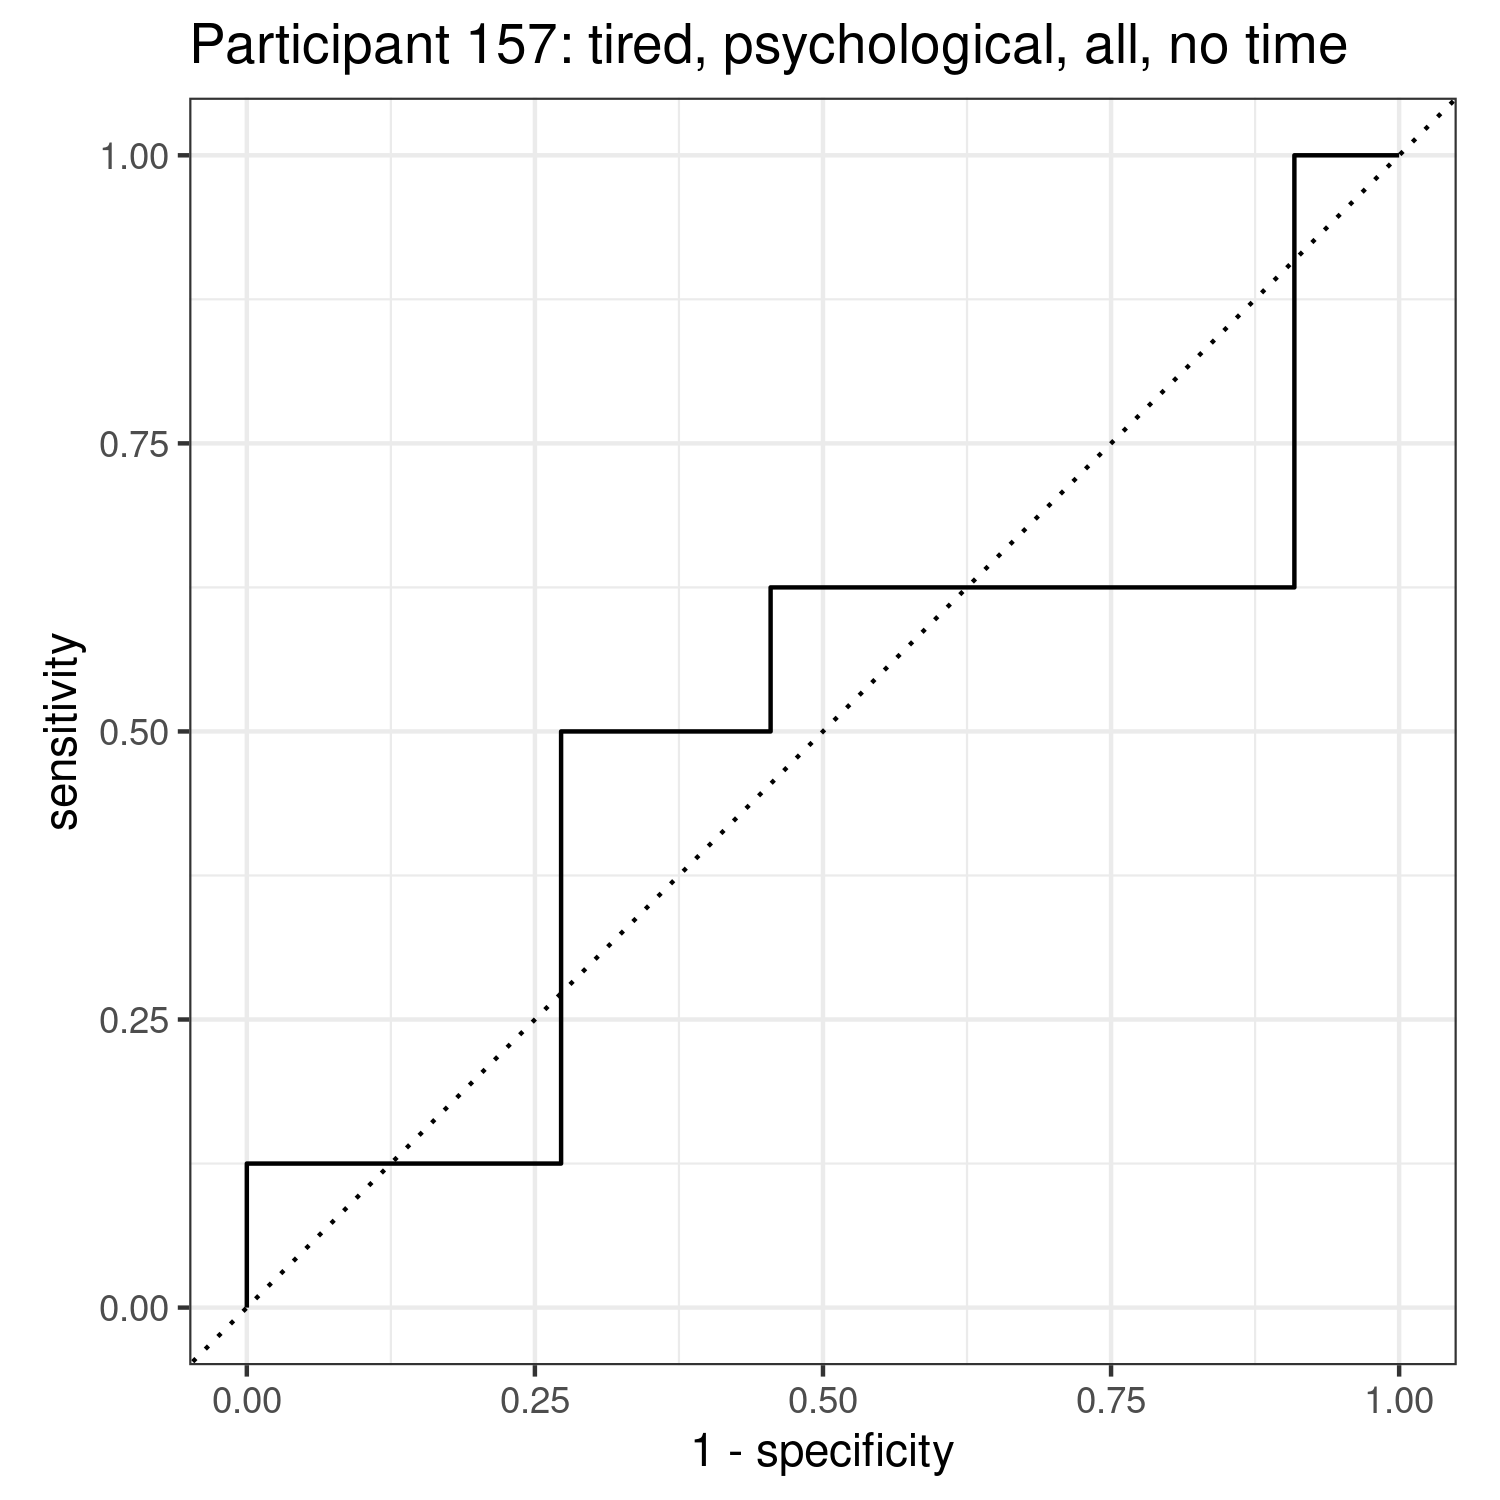 Participant 157: tired, psychological, all, no time
1.00
0.75
0.50
0.25
0.00
sensitivity
0.00 0.25 0.50 0.75 1.00
1 - specificity